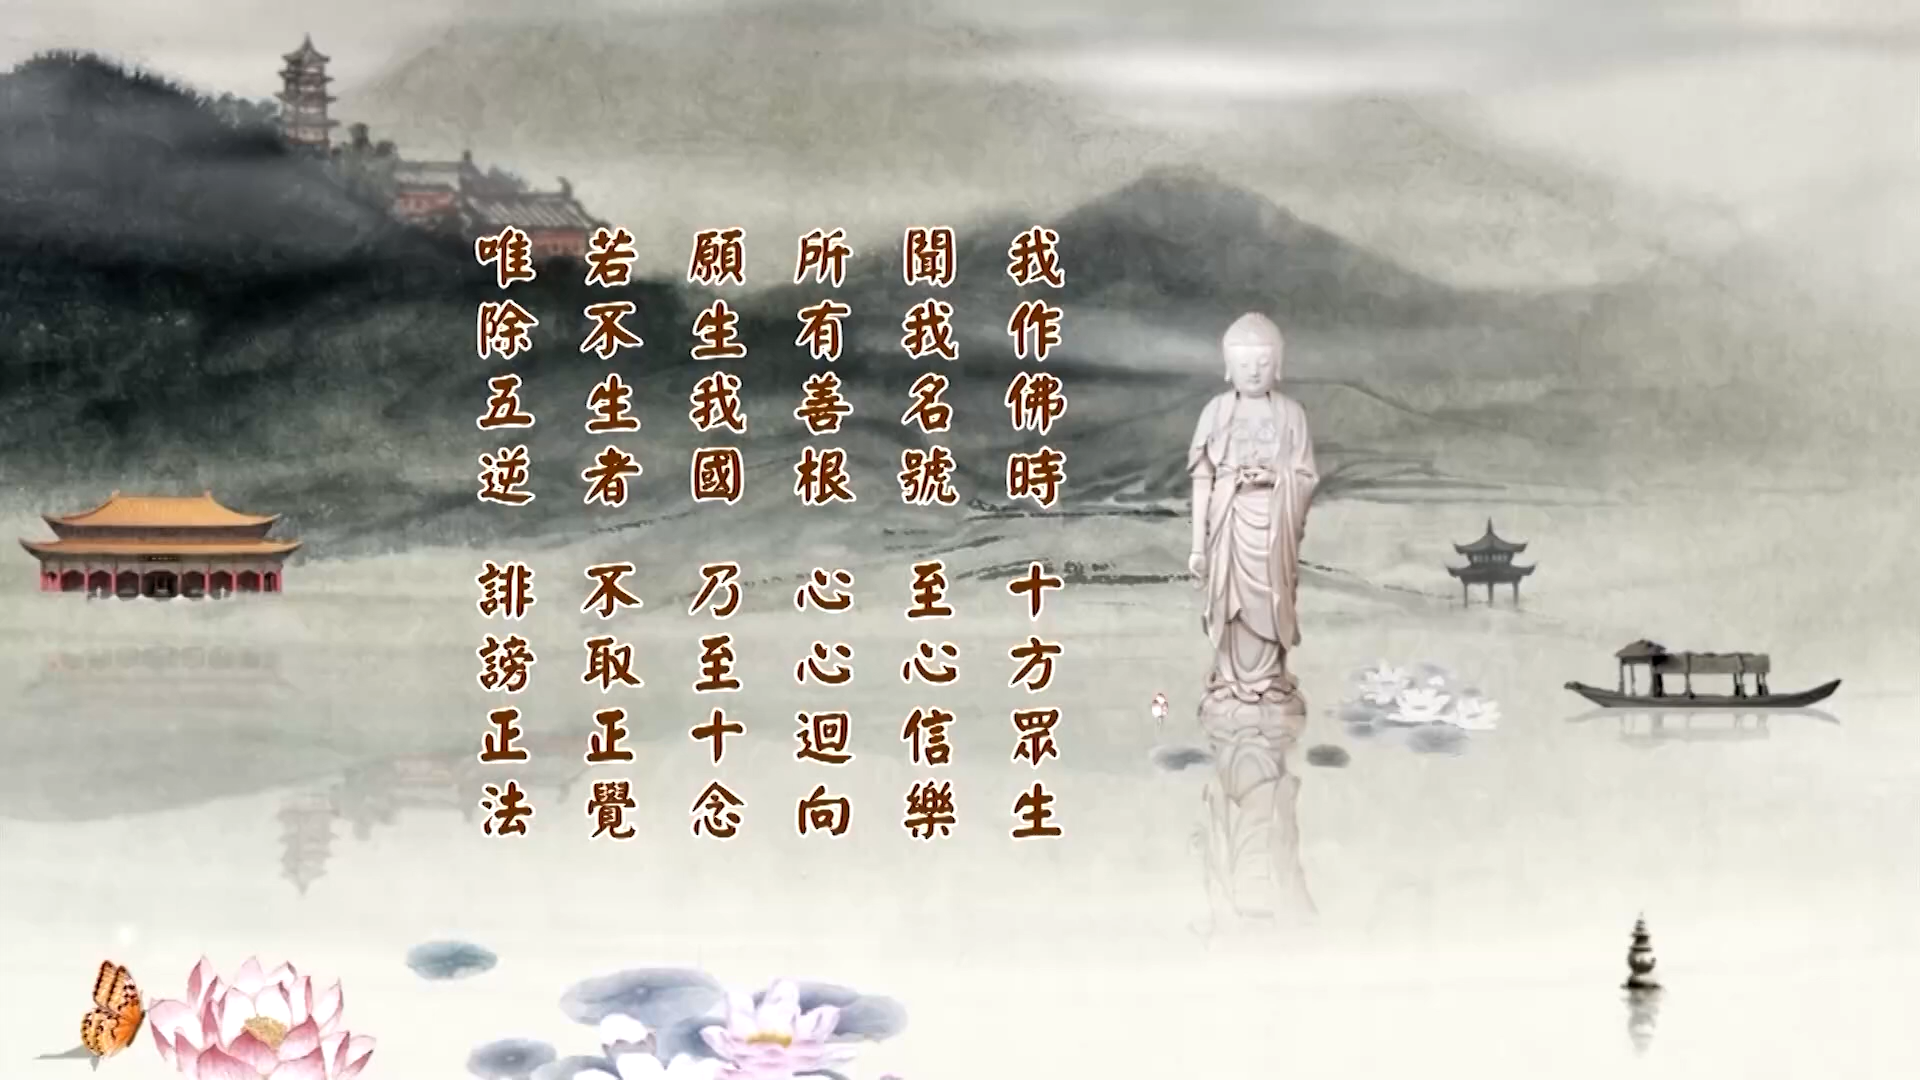 我作佛時 十方眾生
聞我名號 至心信樂
所有善根 心心迴向
願生我國 乃至十念
若不生者 不取正覺
唯除五逆 誹謗正法